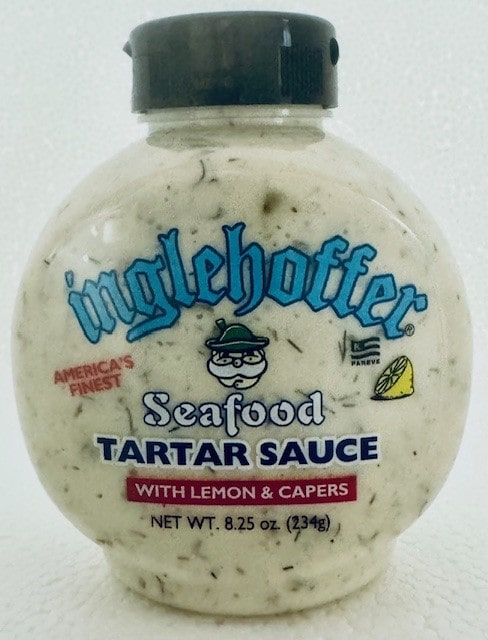 inglehoffer®
AMERICA'S
FINEST
K
PAREVE
Seafood
TARTAR SAUCE
WITH LEMON & CAPERS
NET WT. 8.25 oz. (234g)